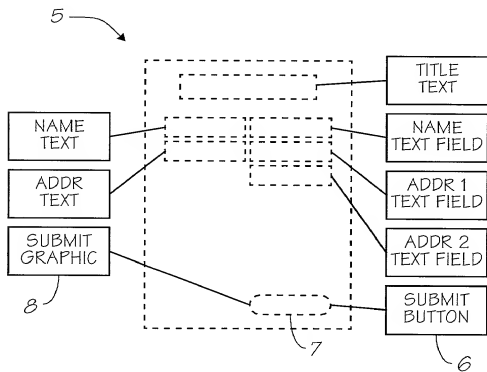 5
TITLE
TEXT
NAME
TEXT
NAME
TEXT FIELD
ADDR
TEXT
ADDR 1
TEXT FIELD
SUBMIT
GRAPHIC
ADDR 2
TEXT FIELD
SUBMIT
BUTTON
8
7
6